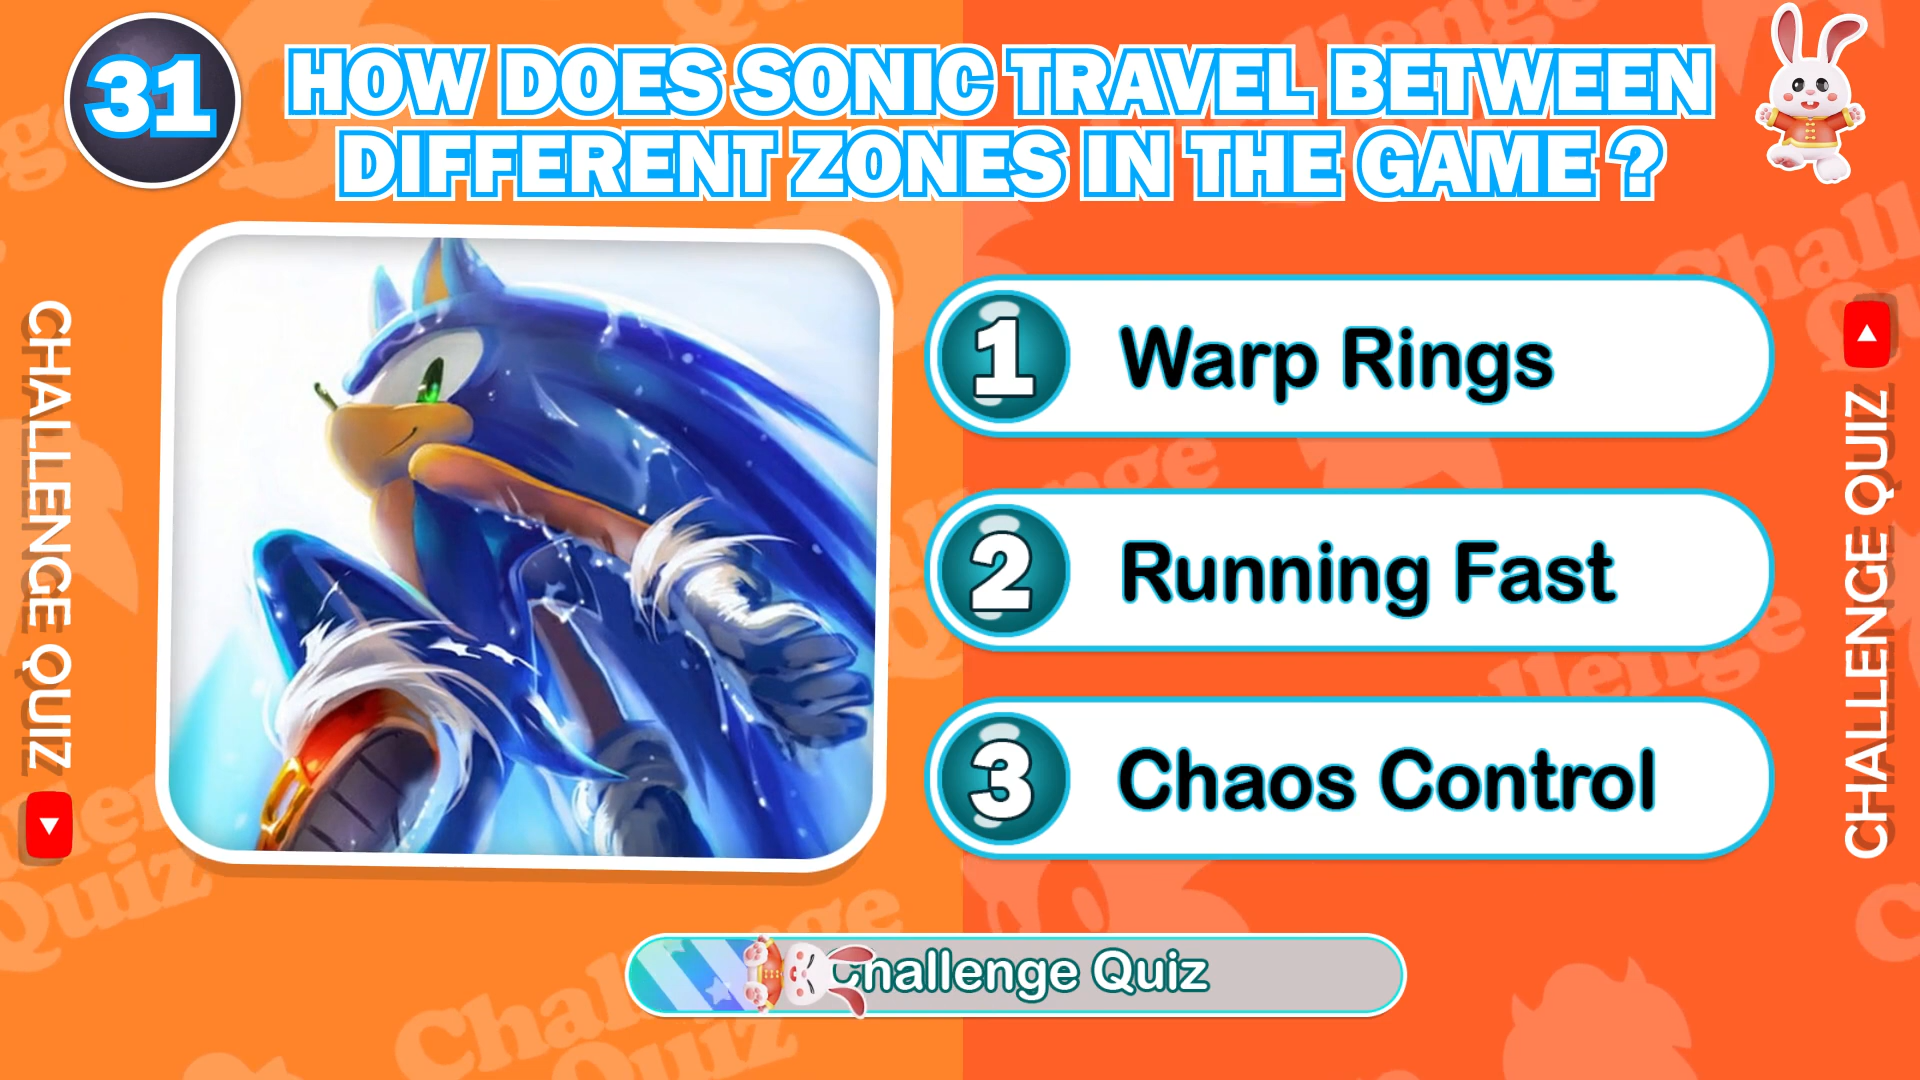 31
HOW DOES SONIC TRAVEL BETWEEN
DIFFERENT ZONES IN THE GAME ?
1
Warp Rings
2
Running Fast
3
Chaos Control
CHALLENGE QUIZ
CHALLENGE QUIZ
Challenge Quiz